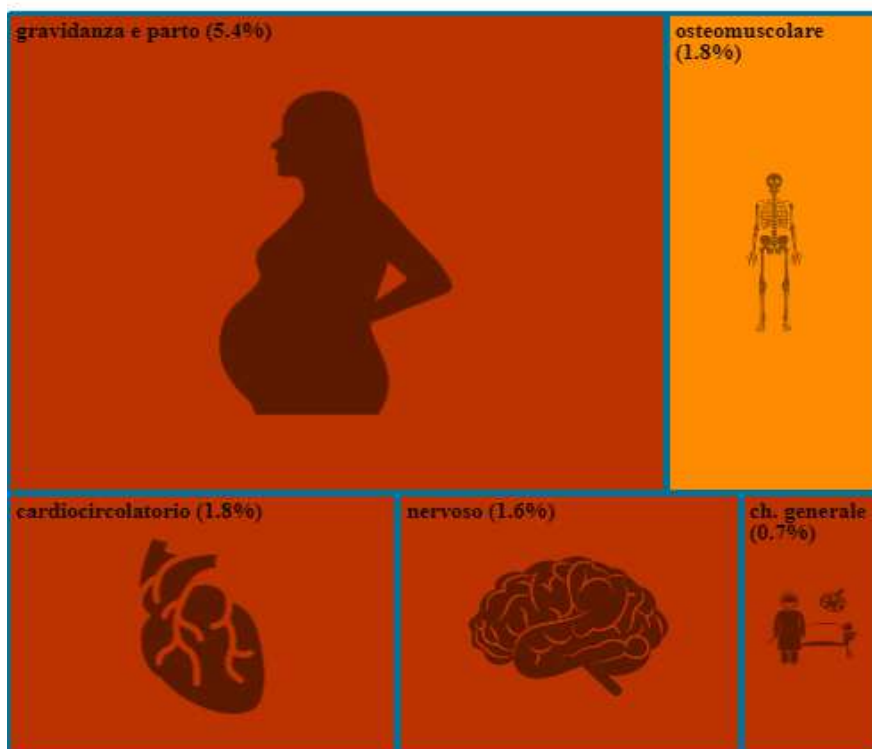 gravidanza e parto (5.4%)
osteomuscolare
(1.8%)
cardiocircolatorio (1.8%)
nervoso (1.6%)
ch. generale
(0.7%)